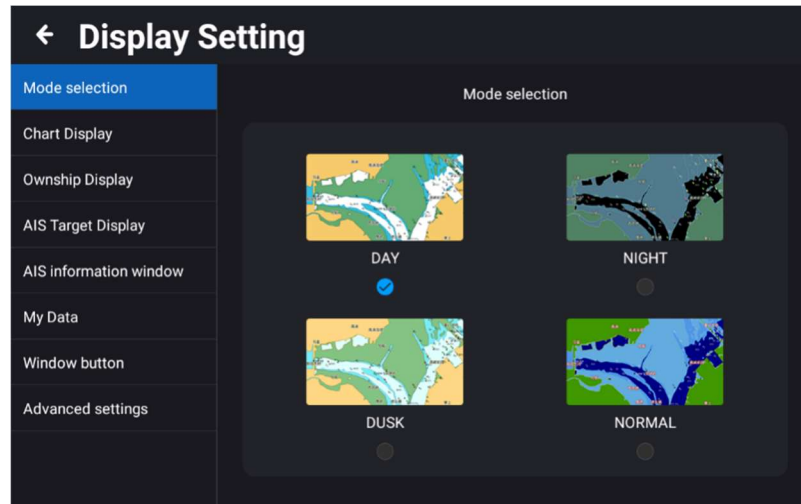 Display Setting
Mode selection
Chart Display
Ownship Display
AIS Target Display
AIS information window
My Data
Window button
Advanced settings
Mode selection
DAY
NIGHT
DUSK
NORMAL